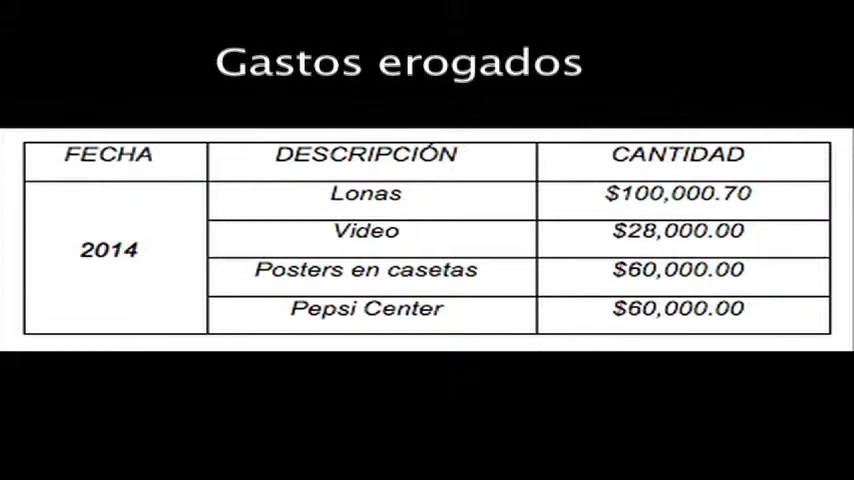 Gastos erogados
FECHA DESCRIPCIÓN CANTIDAD
Lonas $100,000.70
Video $28,000.00
2014
Posters en casetas $60,000.00
Pepsi Center $60,000.00